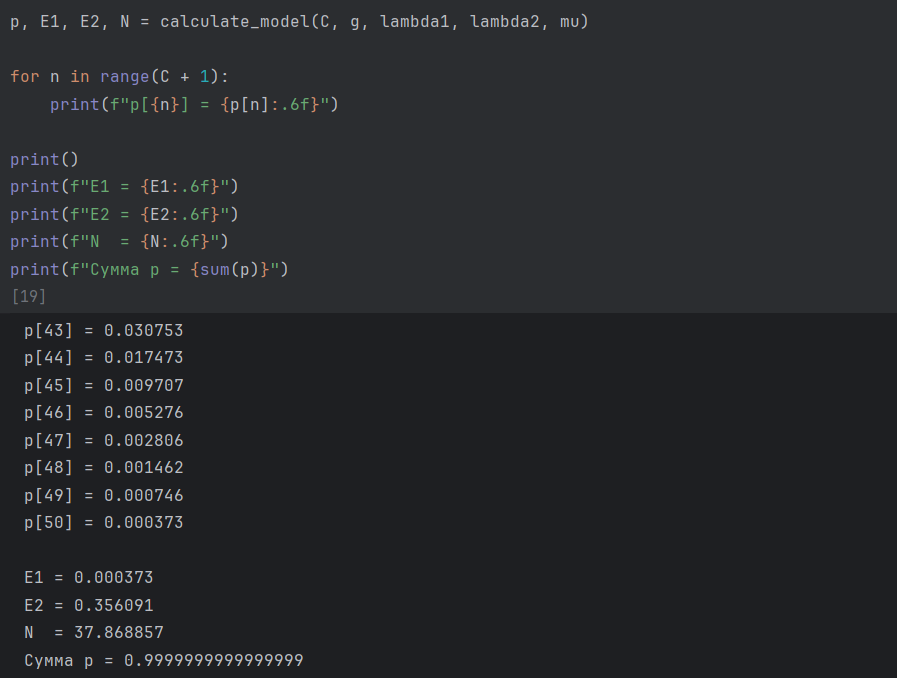 p, E1, E2, N = calculate_model(C, g, lambda1, lambda2, mu)
for n in range(C + 1):
    print(f"p[{n}] = {p[n]:.6f}")
print()
print(f"E1 = {E1:.6f}")
print(f"E2 = {E2:.6f}")
print(f"N  = {N:.6f}")
print(f"Сумма p = {sum(p)}")
[19]
p[43] = 0.030753
p[44] = 0.017473
p[45] = 0.009707
p[46] = 0.005276
p[47] = 0.002806
p[48] = 0.001462
p[49] = 0.000746
p[50] = 0.000373
E1 = 0.000373
E2 = 0.356091
N  = 37.868857
Сумма p = 0.9999999999999999